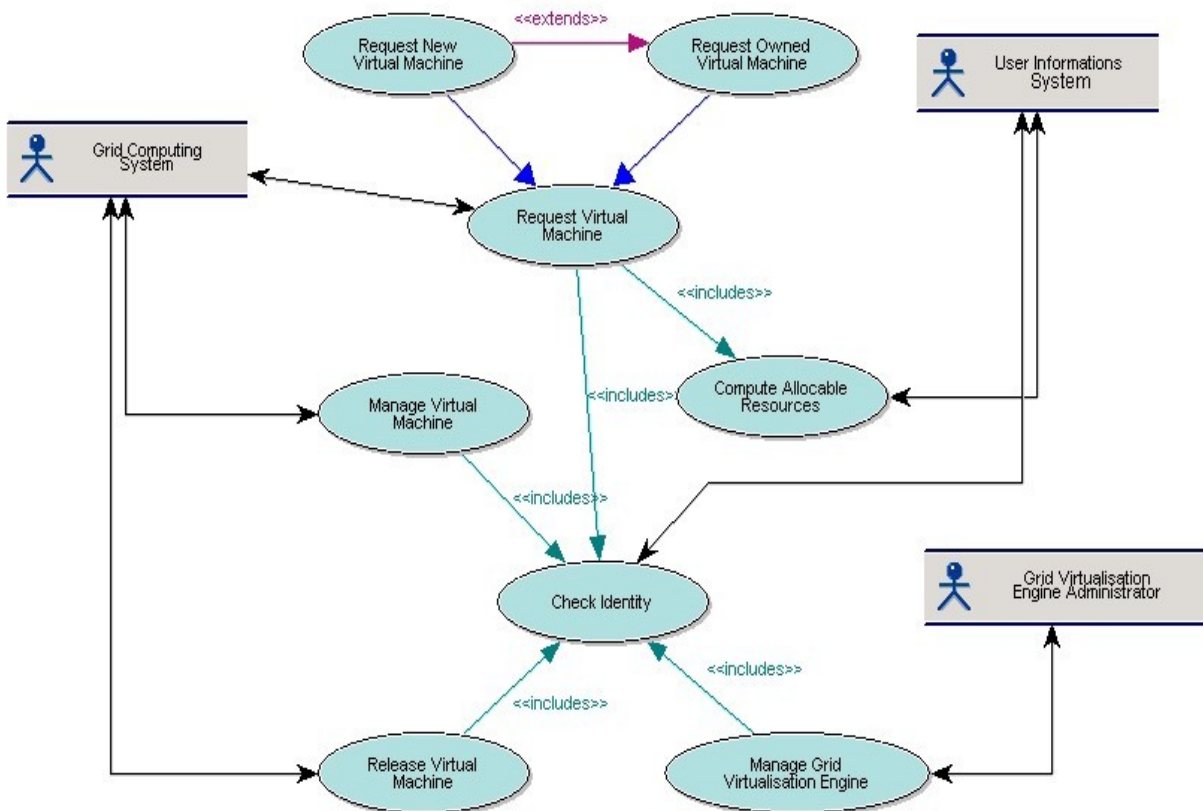 <<extends>>
Request New
Virtual Machine
Request Owned
Virtual Machine
User Informations
System
Grid Computing
System
Request Virtual
Machine
<<includes>>
<<includes>
Compute Allocable
Resources
Manage Virtual
Machine
<<includes>>
Check Identity
Grid Virtualisation
Engine Administrator
<<includes>>
<<includes>>
Release Virtual
Machine
Manage Grid
Virtualisation Engine